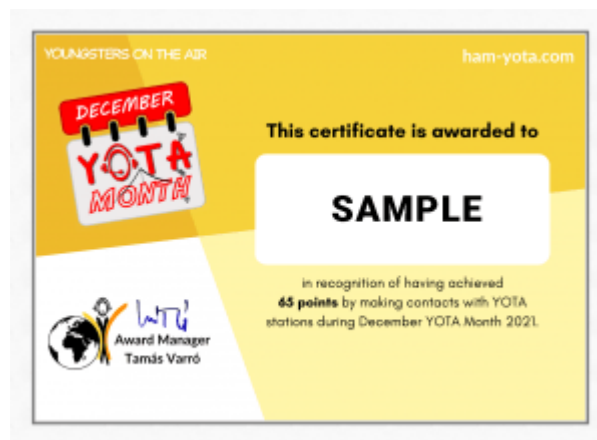 YOUNGSTERS ON THE AIR
ham-yota.com
DECEMBER
YOTA
MONTH
This certificate is awarded to
SAMPLE
in recognition of having achieved
65 points by making contacts with YOTA
stations during December YOTA Month 2021.
Award Manager
Tamás Varró